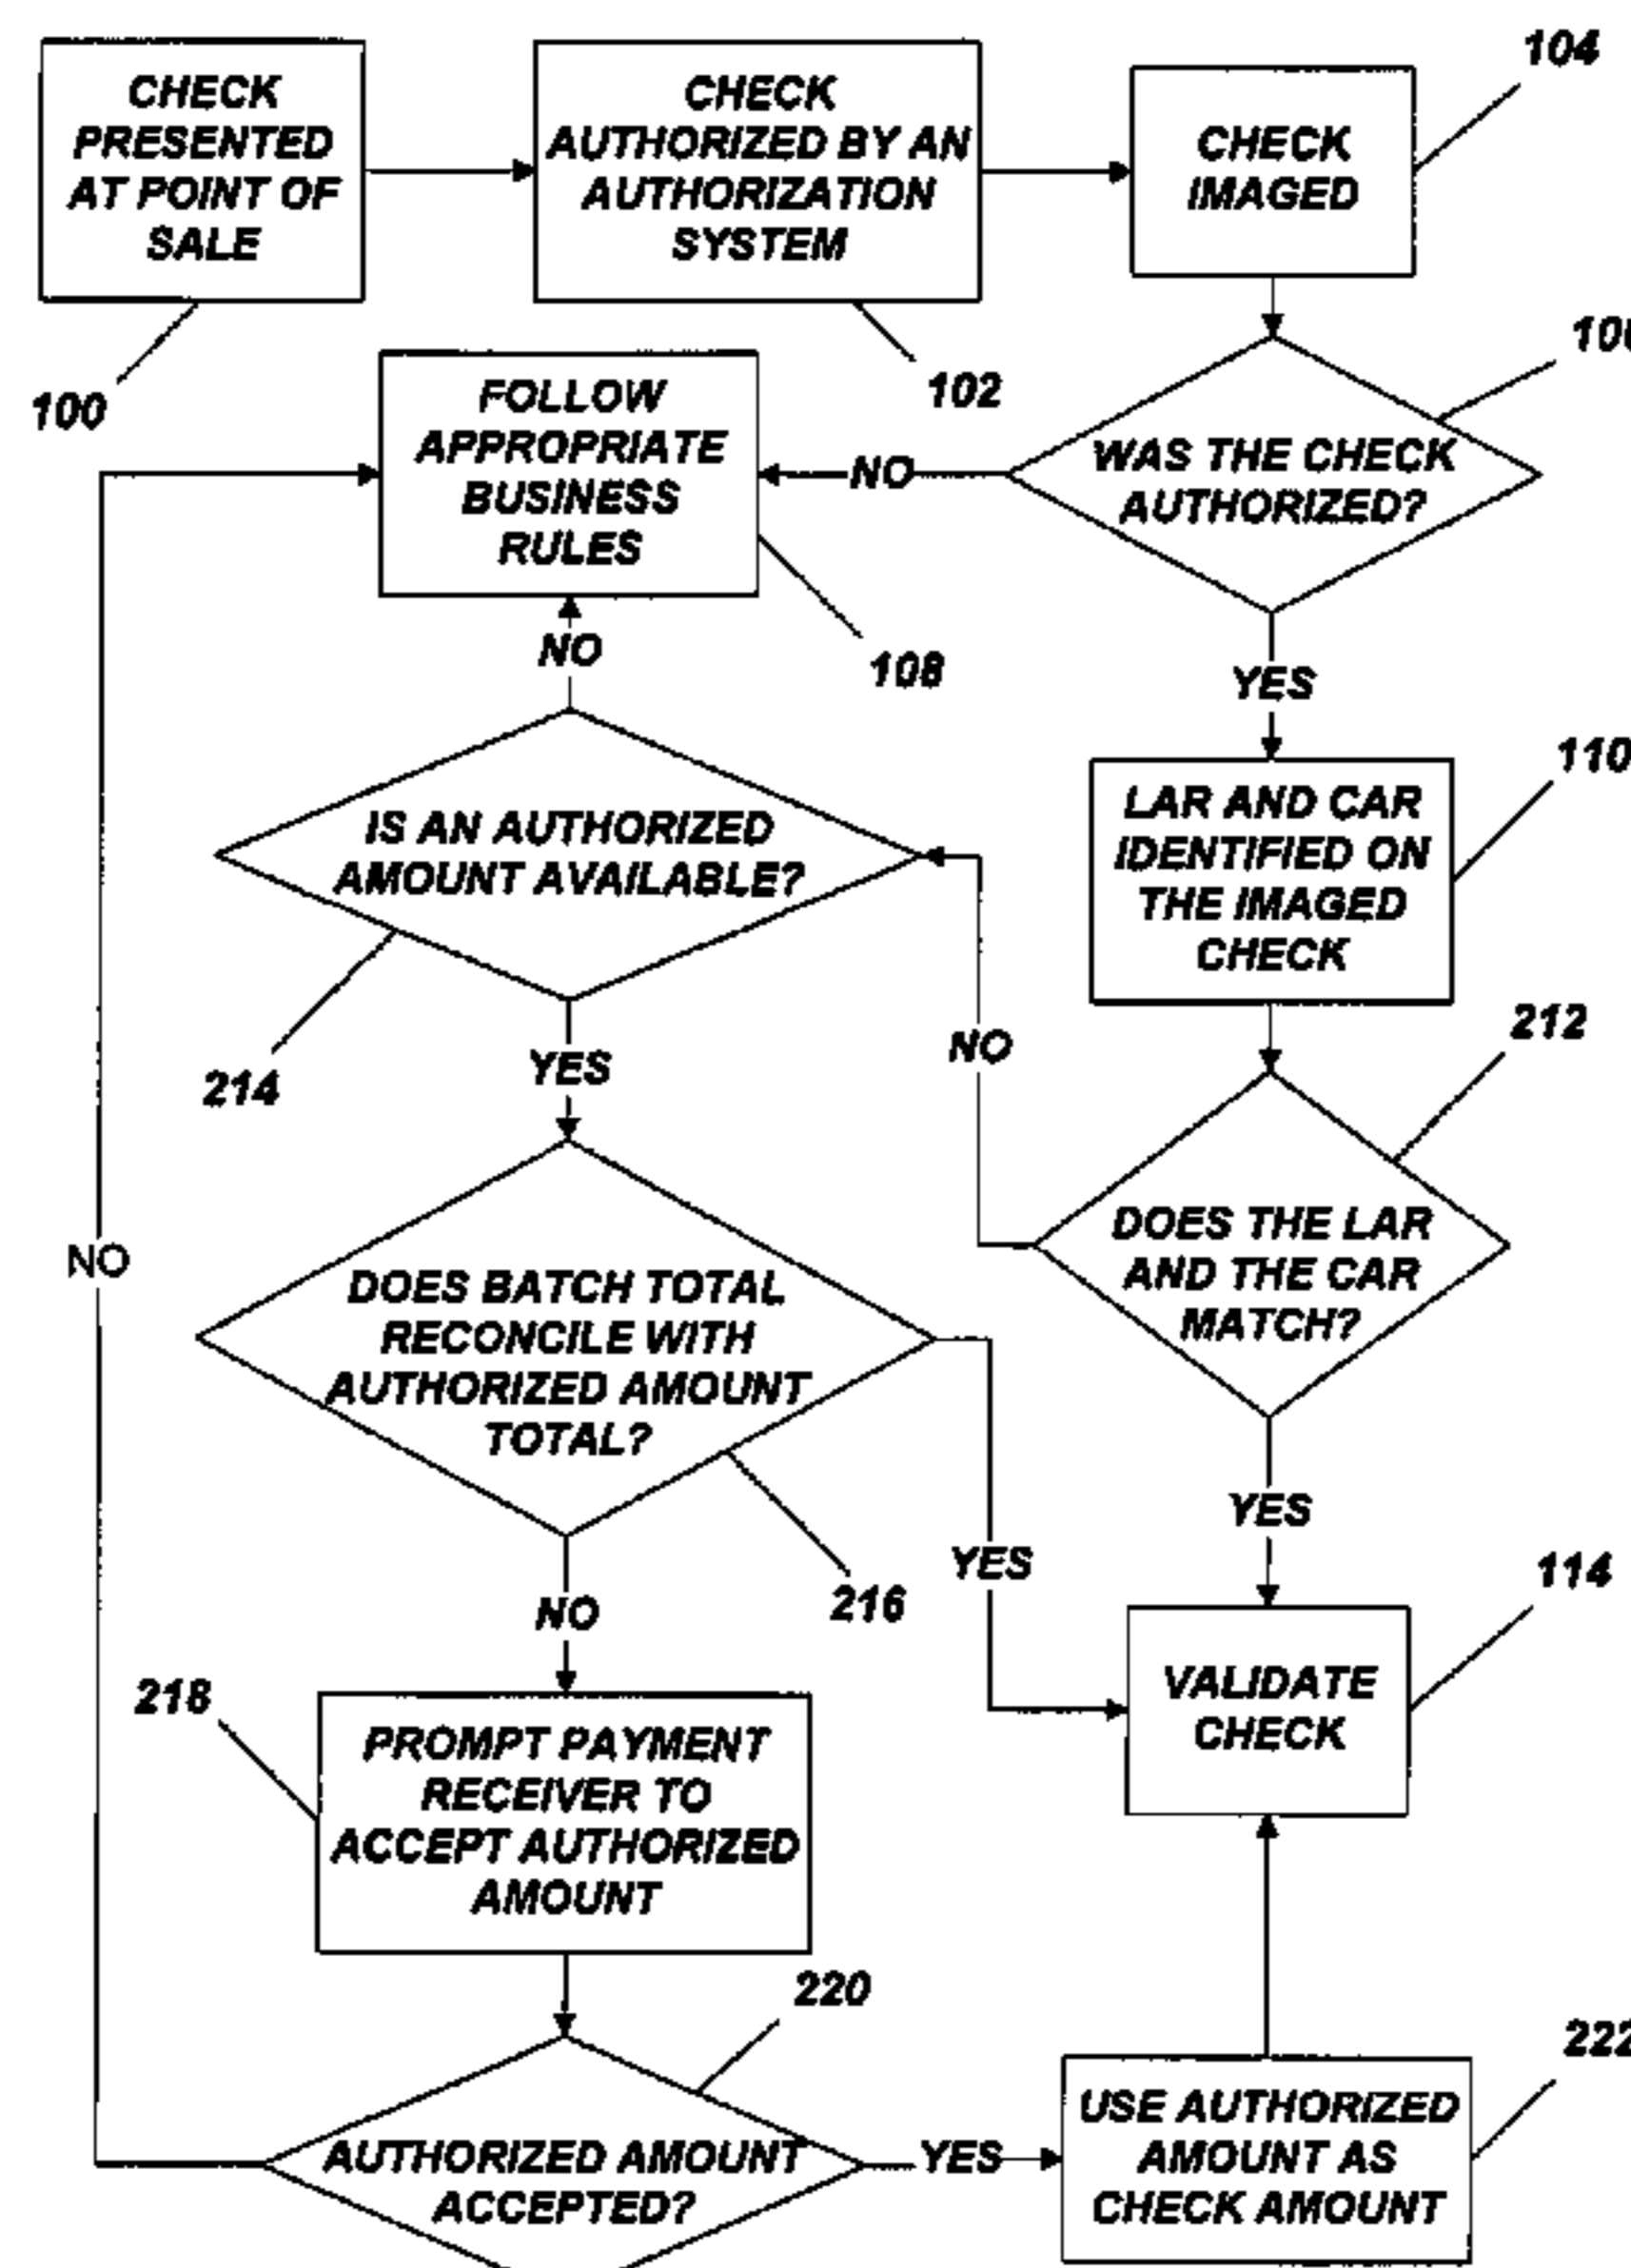 CHECK
PRESENTED
AT POINT OF
SALE
100
CHECK
AUTHORIZED BY AN
AUTHORIZATION
SYSTEM
102
CHECK
IMAGED
104
WAS THE CHECK
AUTHORIZED?
NO
YES
FOLLOW
APPROPRIATE
BUSINESS
RULES
108
NO
IS AN AUTHORIZED
AMOUNT AVAILABLE?
214
YES
LAR AND CAR
IDENTIFIED ON
THE IMAGED
CHECK
110
212
DOES THE LAR
AND THE CAR
MATCH?
NO
YES
NO
DOES BATCH TOTAL
RECONCILE WITH
AUTHORIZED AMOUNT
TOTAL?
216
YES
NO
VALIDATE
CHECK
114
218
PROMPT PAYMENT
RECEIVER TO
ACCEPT AUTHORIZED
AMOUNT
220
AUTHORIZED AMOUNT
ACCEPTED?
YES
USE AUTHORIZED
AMOUNT AS
CHECK AMOUNT
222